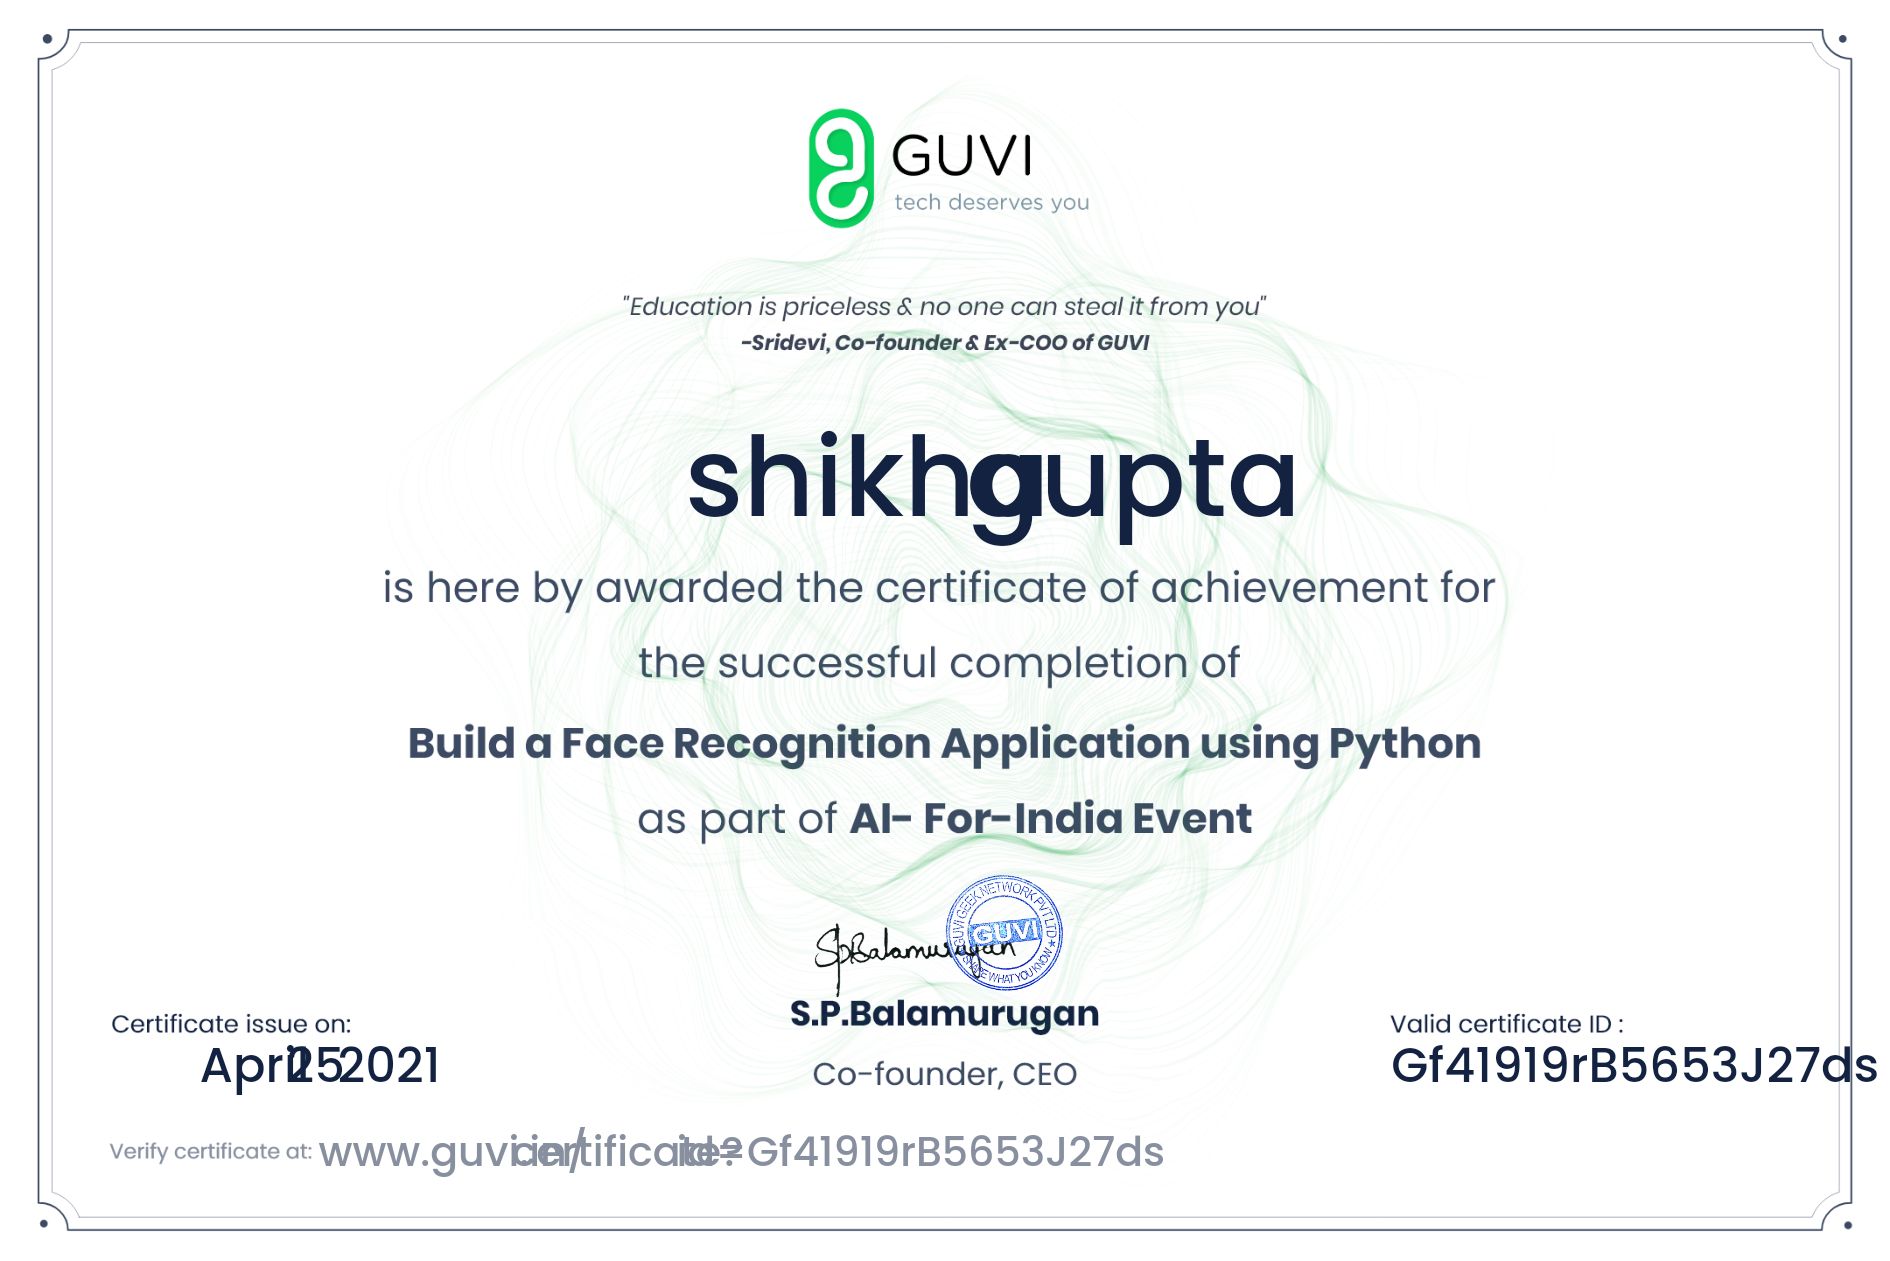 GUVI
tech deserves you
"Education is priceless & no one can steal it from you"
-Sridevi, Co-founder & Ex-COO of GUVI
shikha gupta
is here by awarded the certificate of achievement for
the successful completion of
Build a Face Recognition Application using Python
as part of AI- For-India Event
GUVI GEEK NETWORK PVT LTD
GUVI
SHARE WHAT YOU KNOW
SpBalamurugan
S.P.Balamurugan
Co-founder, CEO
Certificate issue on:
April 25 2021
Valid certificate ID :
Gf41919rB5653J27ds
Verify certificate at: www.guvi.in/certificate?id=Gf41919rB5653J27ds